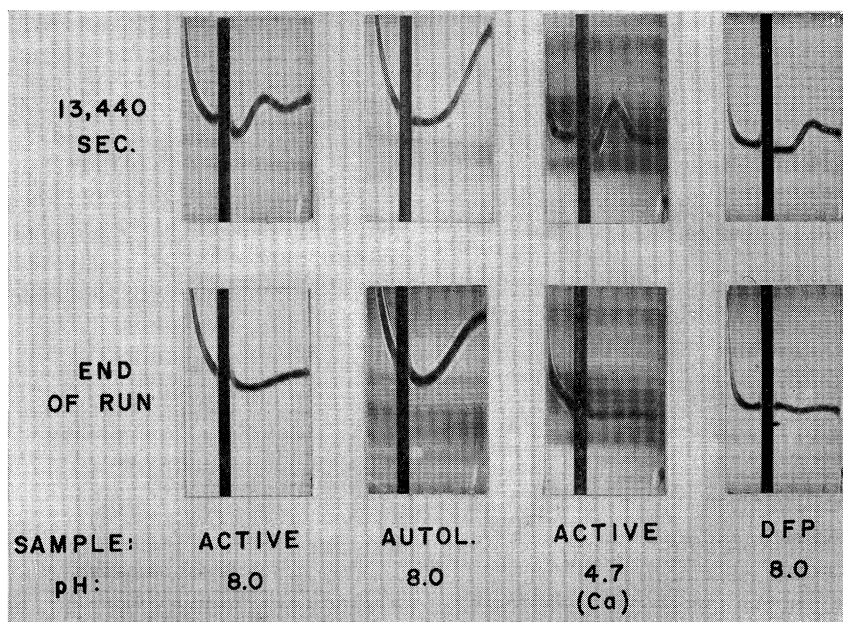 13,440
SEC.
END
OF RUN
SAMPLE: ACTIVE AUTOL. ACTIVE DFP
pH: 8.0 8.0 4.7 8.0
(Ca)